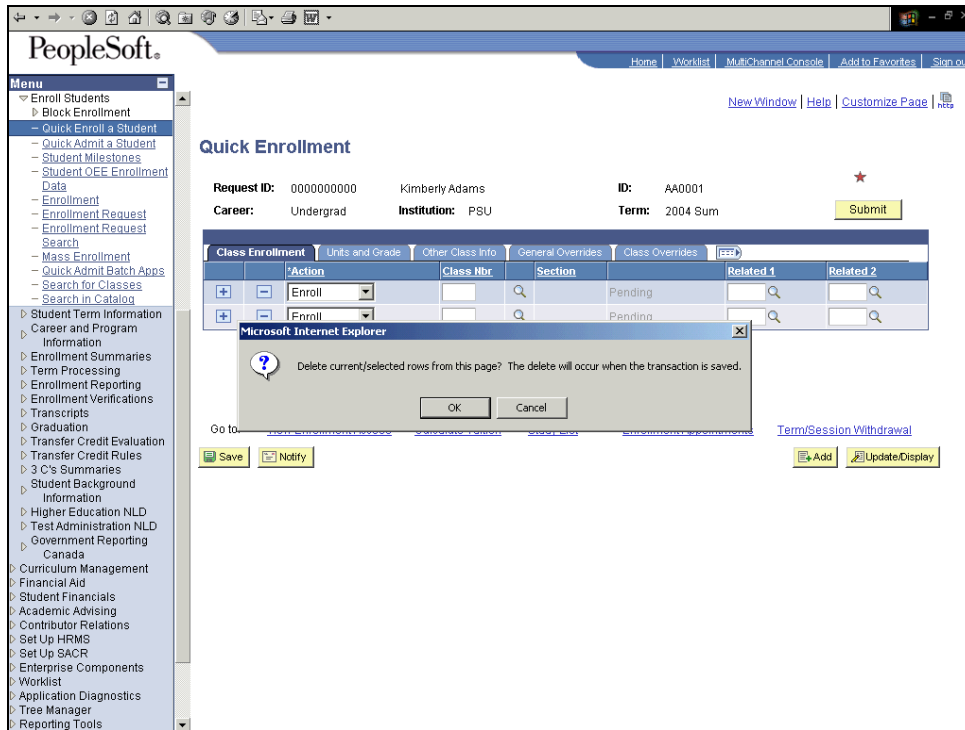 PeopleSoft®
Home | Worklist | MultiChannel Console | Add to Favorites | Sign ou
Menu
Enroll Students
Block Enrollment
Quick Enroll a Student
Quick Admit a Student
Student Milestones
Student OEE Enrollment
Data
Enrollment
Enrollment Request
Enrollment Request
Search
Mass Enrollment
Quick Admit Batch Apps
Search for Classes
Search in Catalog
Student Term Information
Career and Program
Information
Enrollment Summaries
Term Processing
Enrollment Reporting
Enrollment Verifications
Transcripts
Graduation
Transfer Credit Evaluation
Transfer Credit Rules
3 C's Summaries
Student Background
Information
Higher Education NLD
Test Administration NLD
Government Reporting
Canada
Curriculum Management
Financial Aid
Student Financials
Academic Advising
Contributor Relations
Set Up HRMS
Set Up SACR
Enterprise Components
Worklist
Application Diagnostics
Tree Manager
Reporting Tools
New Window | Help | Customize Page | http
Quick Enrollment
Request ID: 0000000000 Kimberly Adams ID: AA0001
Career: Undergrad Institution: PSU Term: 2004 Sum Submit
Class Enrollment Units and Grade Other Class Info General Overrides Class Overrides
*Action Class Nbr Section Related 1 Related 2
Enroll Pending
Enroll Pending
Microsoft Internet Explorer
Delete current/selected rows from this page? The delete will occur when the transaction is saved.
OK Cancel
Go to: Term/Session Withdrawal
Save Notify Add Update/Display